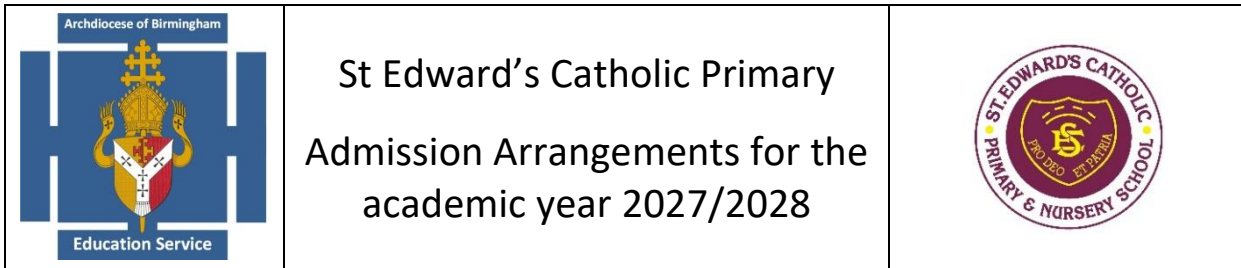 Archdiocese of Birmingham
Education Service
St Edward’s Catholic Primary
Admission Arrangements for the
academic year 2027/2028
ST. EDWARD'S CATHOLIC
PRIMARY & NURSERY SCHOOL
PRO DEO ET PATRIA